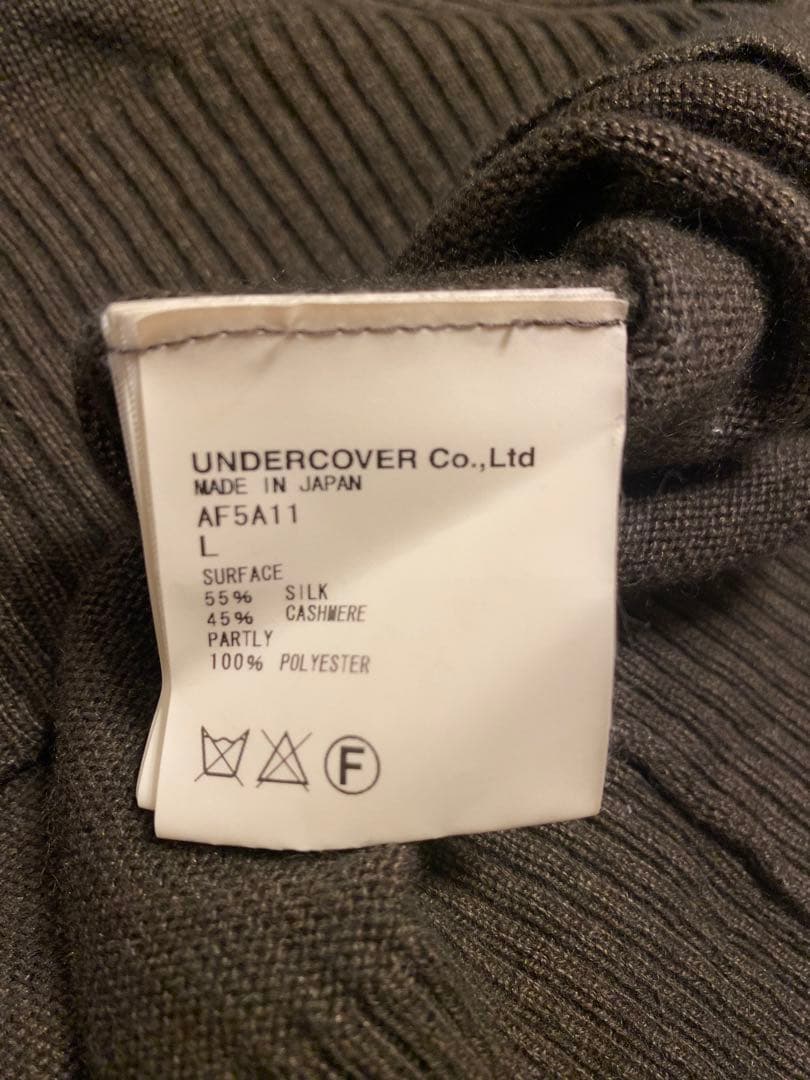 UNDERCOVER Co.,Ltd
MADE IN JAPAN
AF5A11
L
SURFACE
55% SILK
45% CASHMERE
PARTLY
100% POLYESTER
F